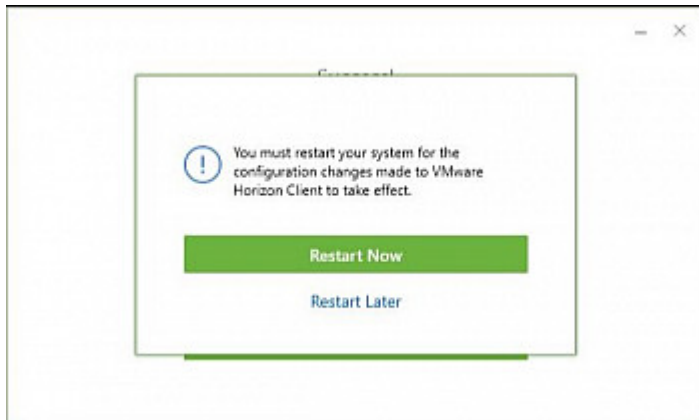 You must restart your system for the
configuration changes made to VMware
Horizon Client to take effect.
Restart Now
Restart Later